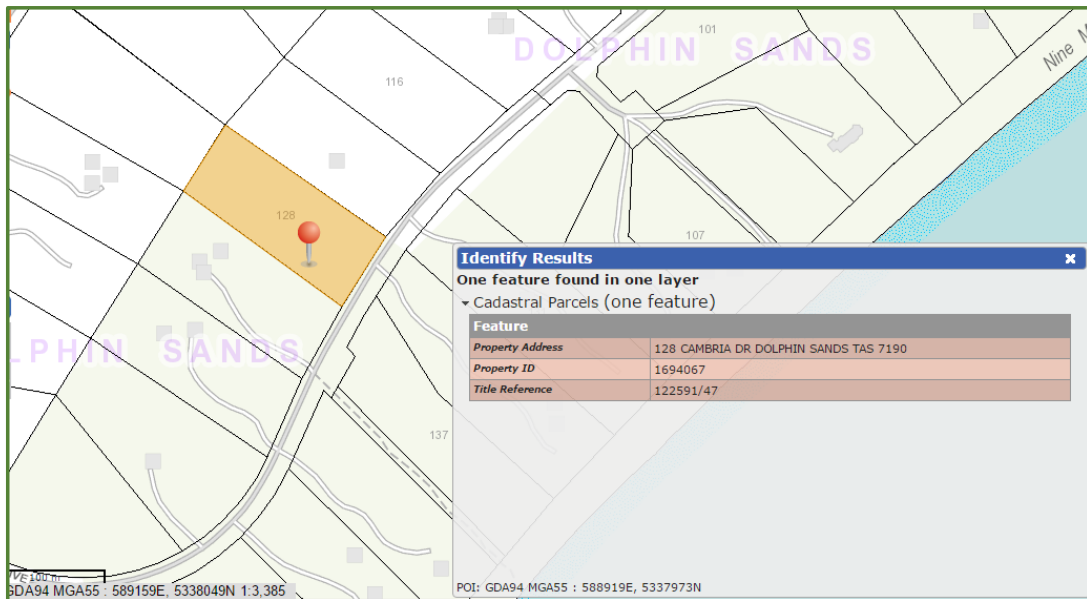 101
DOLPHIN SANDS
116
128
107
Identify Results
One feature found in one layer
Cadastral Parcels (one feature)
Feature
Property Address 128 CAMBRIA DR DOLPHIN SANDS TAS 7190
Property ID 1694067
Title Reference 122591/47
LPHIN SANDS
137
100 m
GDA94 MGA55 : 589159E, 5338049N 1:3,385
POI: GDA94 MGA55 : 588919E, 5337973N
Nine M